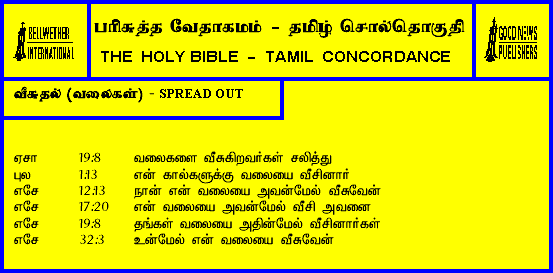 BELLWETHER
INTERNATIONAL
பரிசுத்த வேதாகமம் - தமிழ் சொல்தொகுதி
THE HOLY BIBLE - TAMIL CONCORDANCE
GOOD NEWS
PUBLISHERS
வீசுதல் (வலைகள்) - SPREAD OUT
ஏசா 19:8 வலைகளை வீசுகிறவர்கள் சலித்து
புல 1:13 என் கால்களுக்கு வலையை வீசினார்
எசே 12:13 நான் என் வலையை அவன்மேல் வீசுவேன்
எசே 17:20 என் வலையை அவன்மேல் வீசி அவனை
எசே 19:8 தங்கள் வலையை அதின்மேல் வீசினார்கள்
எசே 32:3 உன்மேல் என் வலையை வீசுவேன்